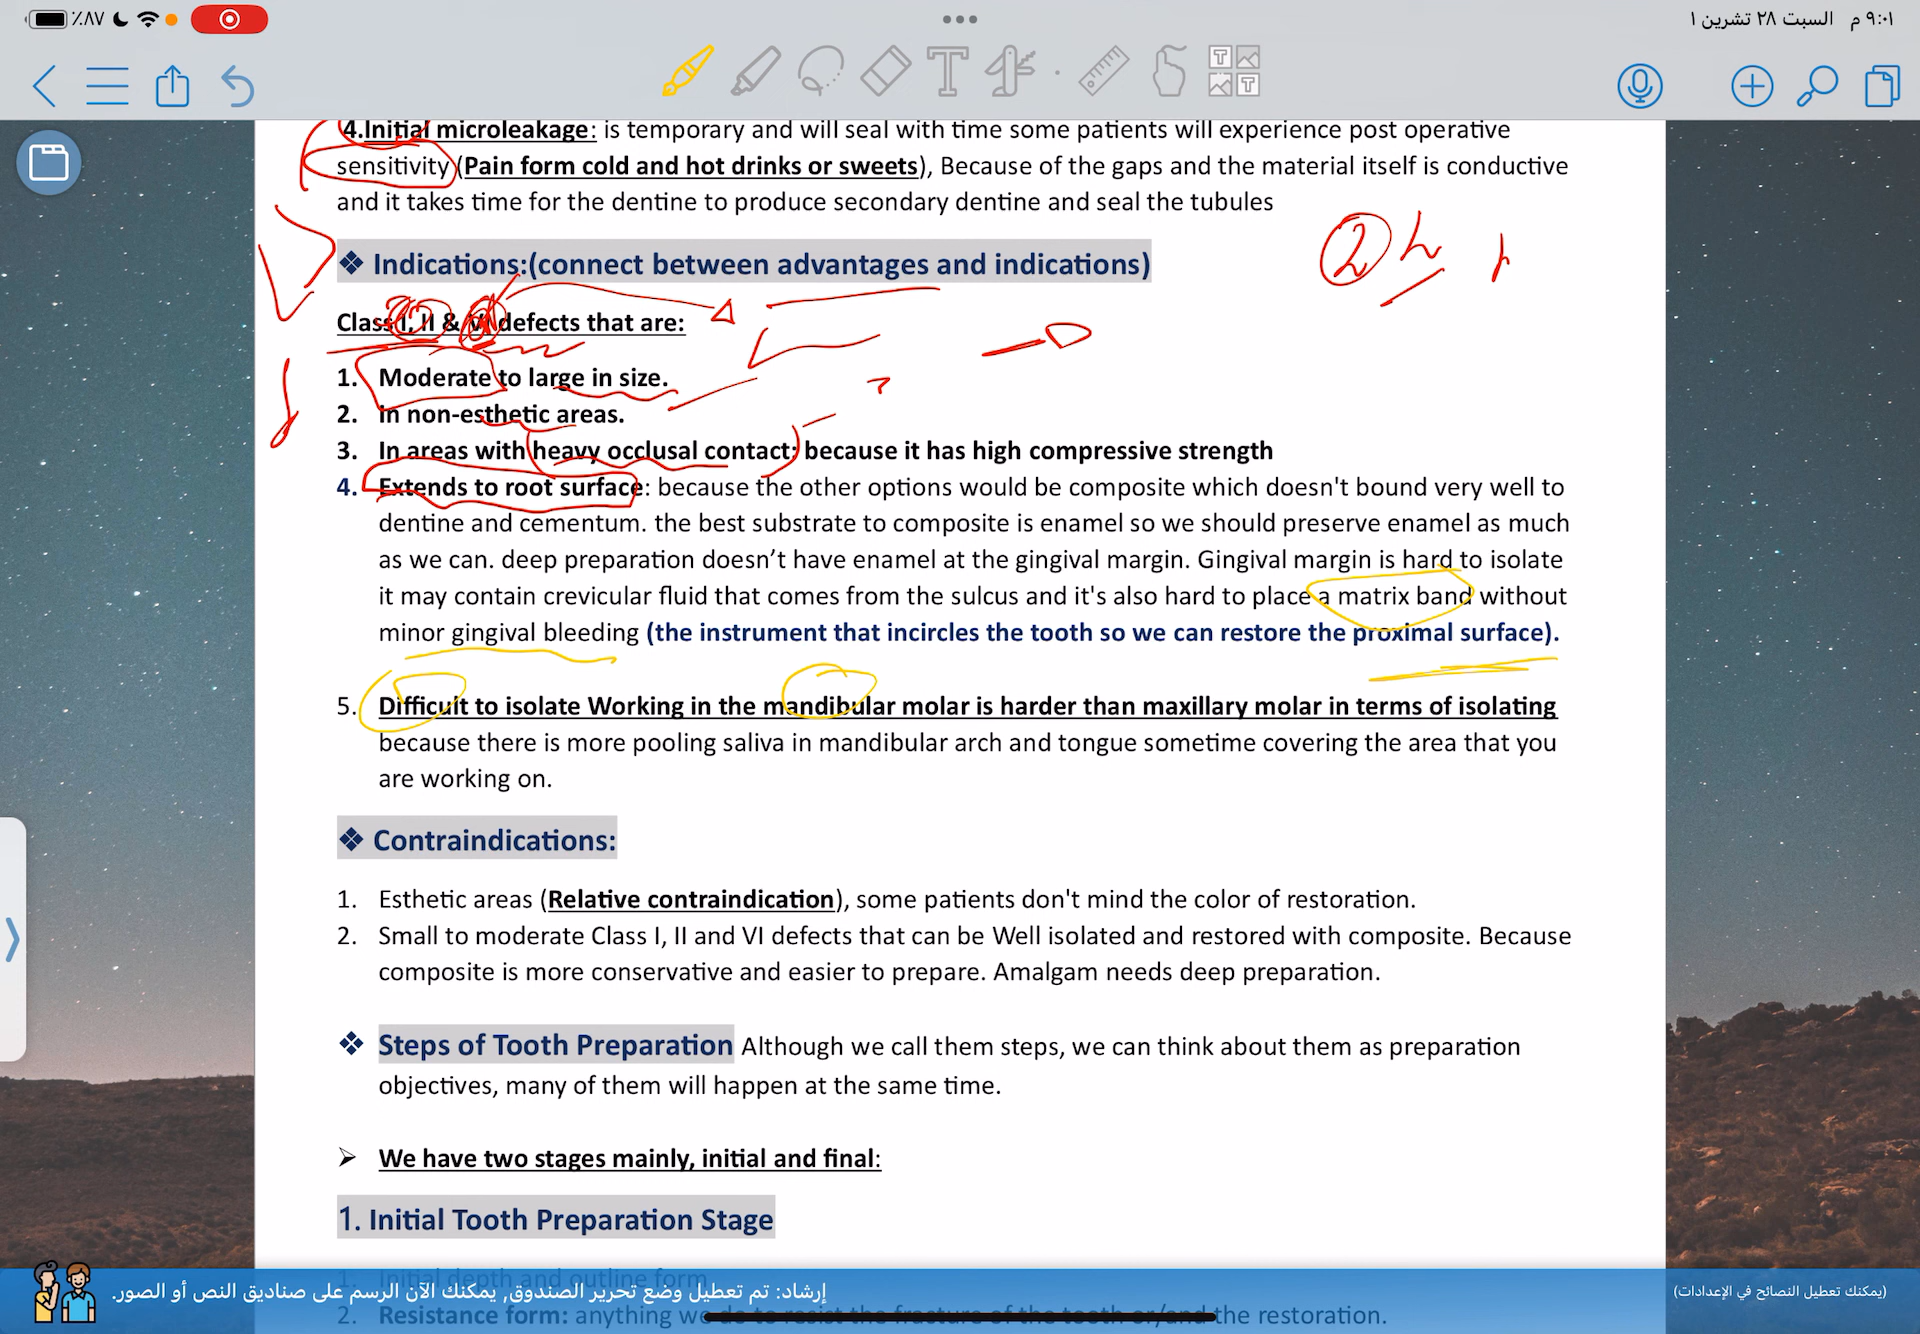 ٪٨٧
٩:٠١ م السبت ٢٨ تشرين ١
4.Initial microleakage: is temporary and will seal with time some patients will experience post operative
sensitivity (Pain form cold and hot drinks or sweets), Because of the gaps and the material itself is conductive
and it takes time for the dentine to produce secondary dentine and seal the tubules
❖ Indications:(connect between advantages and indications)
2
Class I, II & VI defects that are:
1. Moderate to large in size.
2. In non-esthetic areas.
3. In areas with heavy occlusal contact; because it has high compressive strength
4. Extends to root surface: because the other options would be composite which doesn't bound very well to
dentine and cementum. the best substrate to composite is enamel so we should preserve enamel as much
as we can. deep preparation doesn’t have enamel at the gingival margin. Gingival margin is hard to isolate
it may contain crevicular fluid that comes from the sulcus and it's also hard to place a matrix band without
minor gingival bleeding (the instrument that incircles the tooth so we can restore the proximal surface).
5. Difficult to isolate Working in the mandibular molar is harder than maxillary molar in terms of isolating
because there is more pooling saliva in mandibular arch and tongue sometime covering the area that you
are working on.
❖ Contraindications:
1. Esthetic areas (Relative contraindication), some patients don't mind the color of restoration.
2. Small to moderate Class I, II and VI defects that can be Well isolated and restored with composite. Because
composite is more conservative and easier to prepare. Amalgam needs deep preparation.
❖ Steps of Tooth Preparation Although we call them steps, we can think about them as preparation
objectives, many of them will happen at the same time.
➢ We have two stages mainly, initial and final:
1. Initial Tooth Preparation Stage
1. Initial depth and outline form
إرشاد: تم تعطيل وضع تحرير الصندوق, يمكنك الآن الرسم على صناديق النص أو الصور.
(يمكنك تعطيل النصائح في الإعدادات)
2. Resistance form: anything we do to resist the fracture of the tooth or/and the restoration.